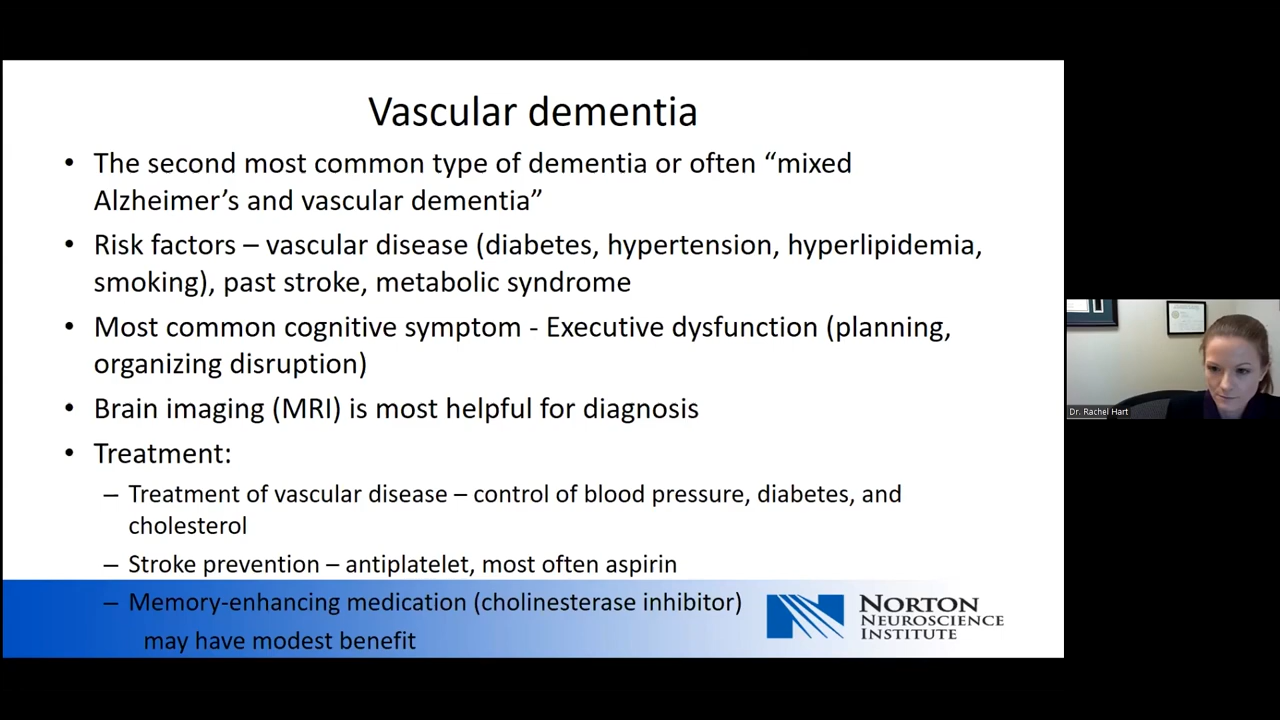 Vascular dementia
• The second most common type of dementia or often “mixed
Alzheimer’s and vascular dementia”
• Risk factors – vascular disease (diabetes, hypertension, hyperlipidemia,
smoking), past stroke, metabolic syndrome
• Most common cognitive symptom - Executive dysfunction (planning,
organizing disruption)
• Brain imaging (MRI) is most helpful for diagnosis
• Treatment:
– Treatment of vascular disease – control of blood pressure, diabetes, and
cholesterol
– Stroke prevention – antiplatelet, most often aspirin
– Memory-enhancing medication (cholinesterase inhibitor)
may have modest benefit
NORTON
NEUROSCIENCE
INSTITUTE
Dr. Rachel Hart